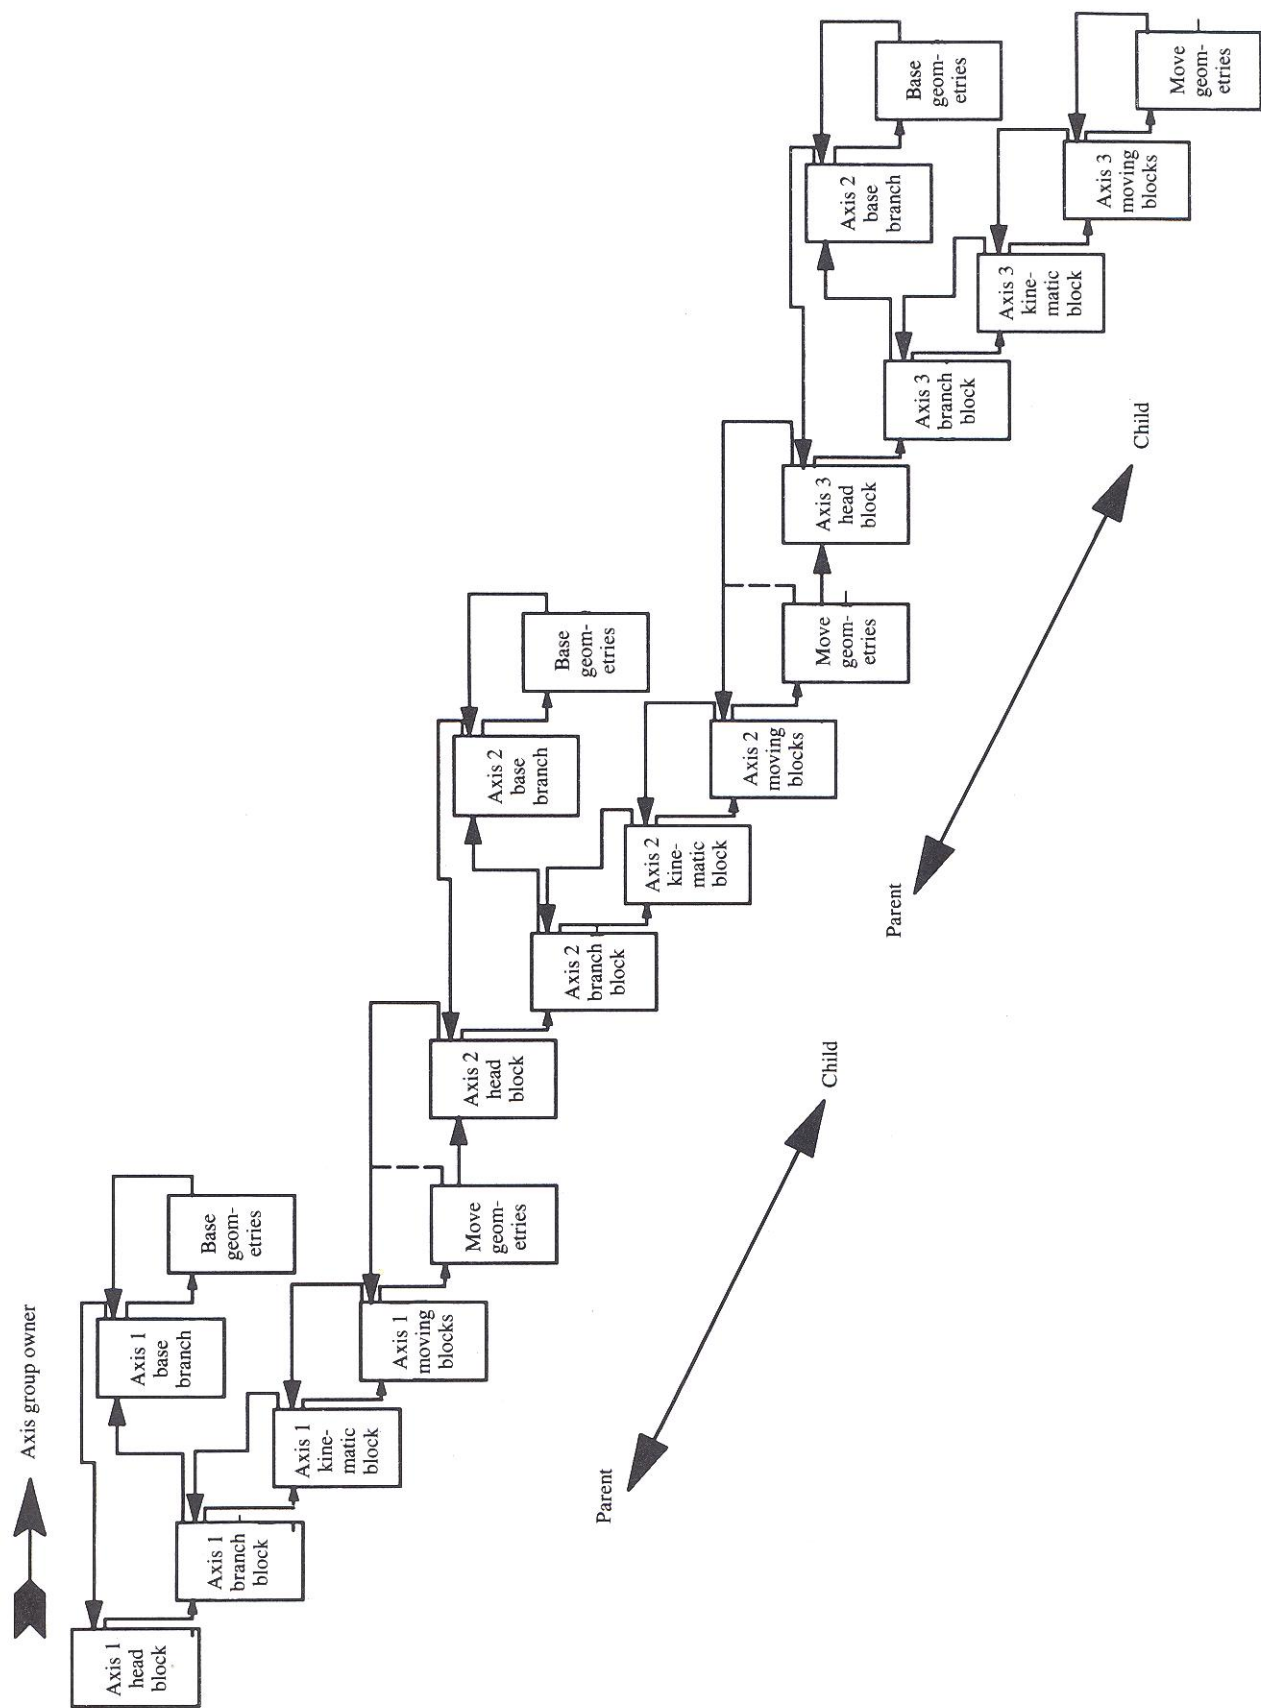 Axis group owner
Axis 1
head
block
Axis 1
branch
block
Axis 1
base
branch
Base
geom-
etries
Axis 1
kine-
matic
block
Axis 1
moving
blocks
Move
geom-
etries
Axis 2
head
block
Axis 2
branch
block
Axis 2
base
branch
Base
geom-
etries
Axis 2
kine-
matic
block
Axis 2
moving
blocks
Move
geom-
etries
Axis 3
head
block
Axis 3
branch
block
Axis 2
base
branch
Base
geom-
etries
Axis 3
kine-
matic
block
Axis 3
moving
blocks
Move
geom-
etries
Parent
Child
Parent
Child